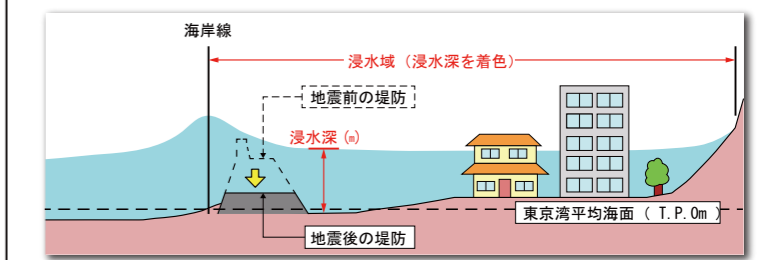 海岸線
浸水域（浸水深を着色）
地震前の堤防
浸水深(m)
東京湾平均海面（T.P.0m）
地震後の堤防